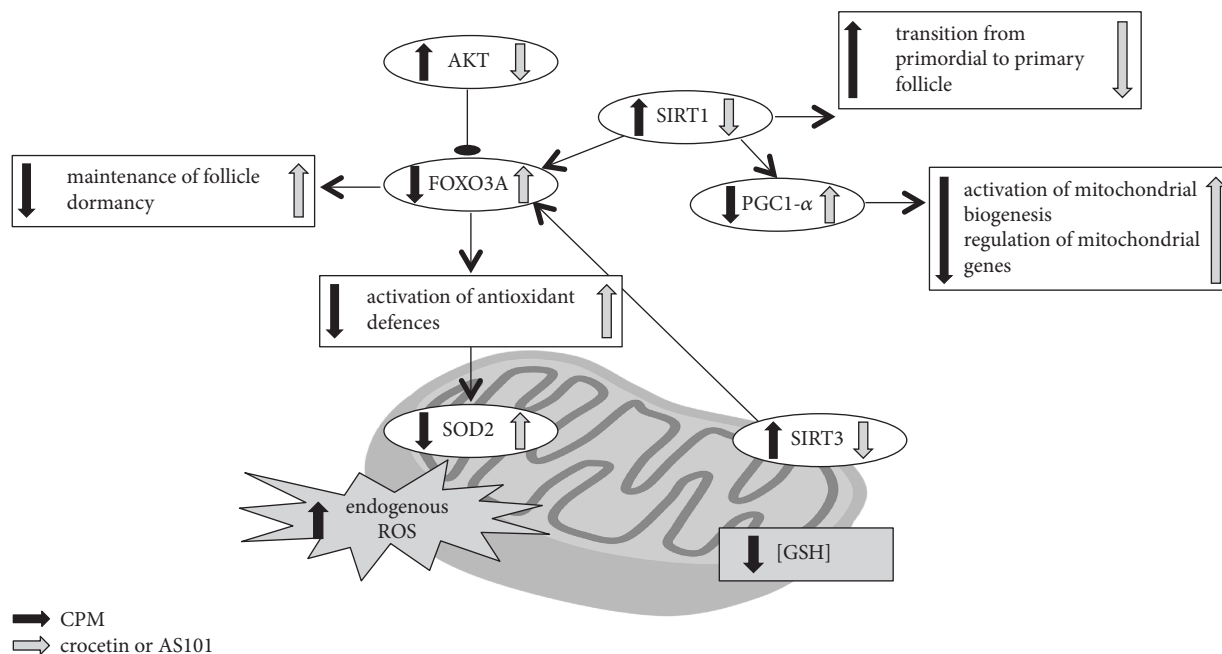 AKT
transition from
primordial to primary
follicle
SIRT1
maintenance of follicle
dormancy
FOXO3A
PGC1-α
activation of mitochondrial
biogenesis
regulation of mitochondrial
genes
activation of antioxidant
defences
SOD2
SIRT3
endogenous
ROS
[GSH]
CPM
crocetin or AS101